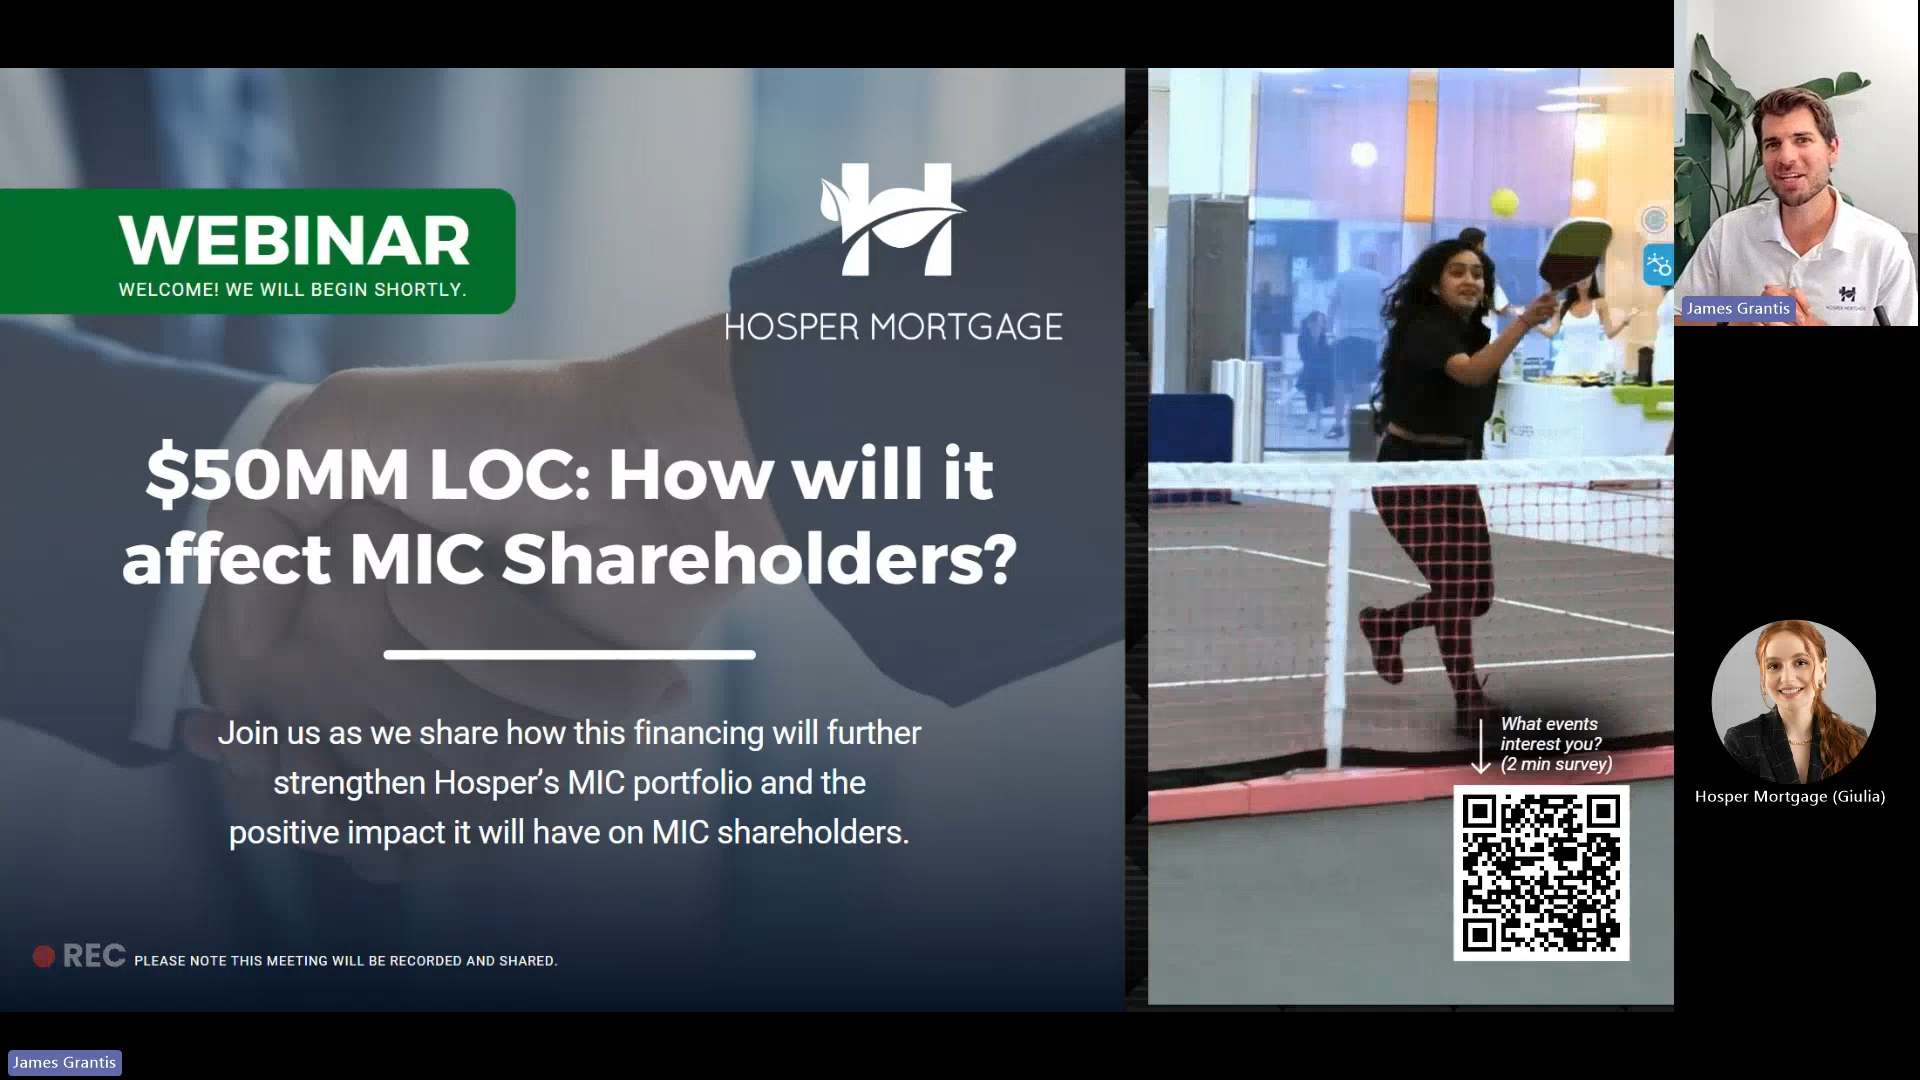 WEBINAR
WELCOME! WE WILL BEGIN SHORTLY.
HOSPER MORTGAGE
$50MM LOC: How will it
affect MIC Shareholders?
Join us as we share how this financing will further
strengthen Hosper’s MIC portfolio and the
positive impact it will have on MIC shareholders.
REC PLEASE NOTE THIS MEETING WILL BE RECORDED AND SHARED.
What events
interest you?
(2 min survey)
James Grantis
HOSPER MORTGAGE
Hosper Mortgage (Giulia)
James Grantis